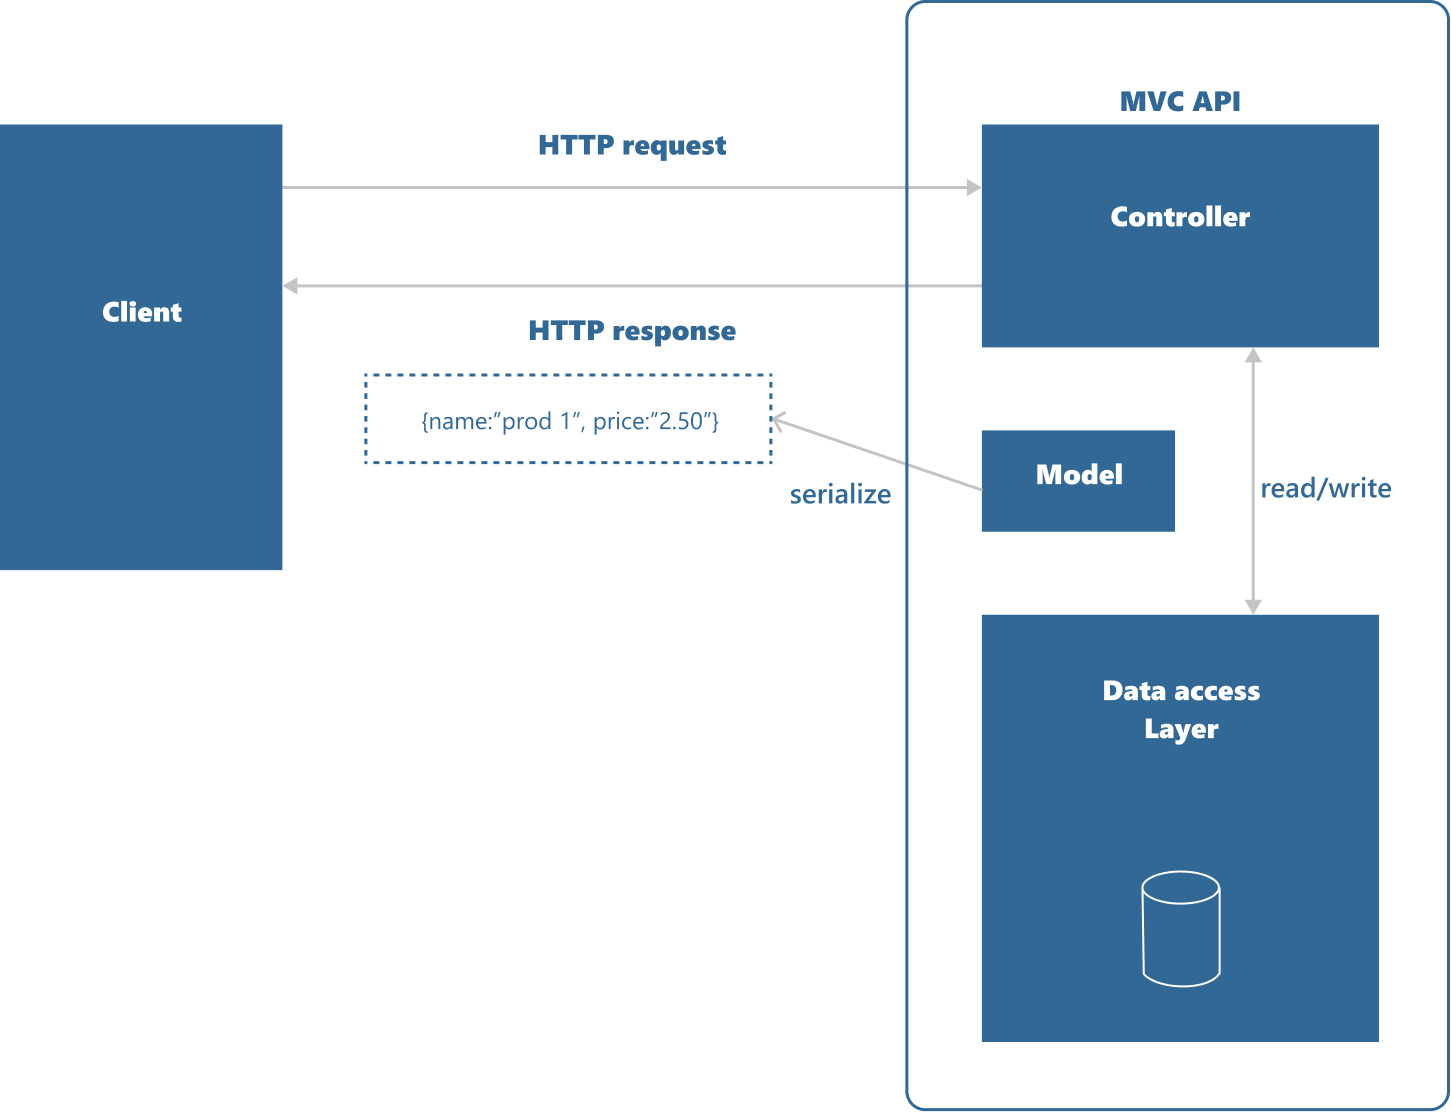 MVC API
HTTP request
Controller
Client
HTTP response
{name:”prod 1”, price:”2.50”}
serialize
Model
read/write
Data access
Layer